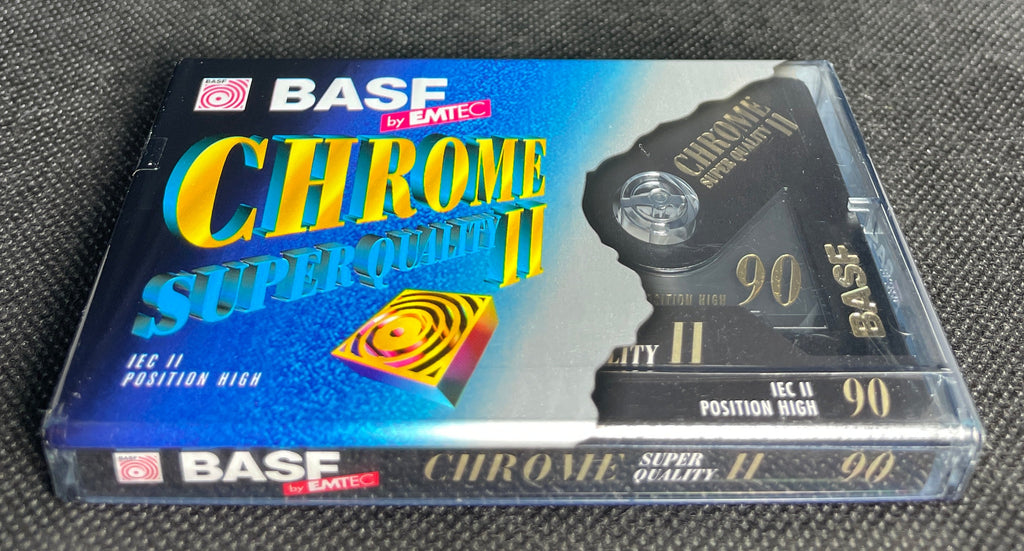 BASF
BASF
by EMTEC
CHROME
SUPER QUALITY II
IEC II
POSITION HIGH
CHROME
SUPER QUALITY II
POSITION HIGH 90
BASF
II
IEC II
POSITION HIGH 90
BASF
BASF
by EMTEC
CHROME SUPER QUALITY II 90